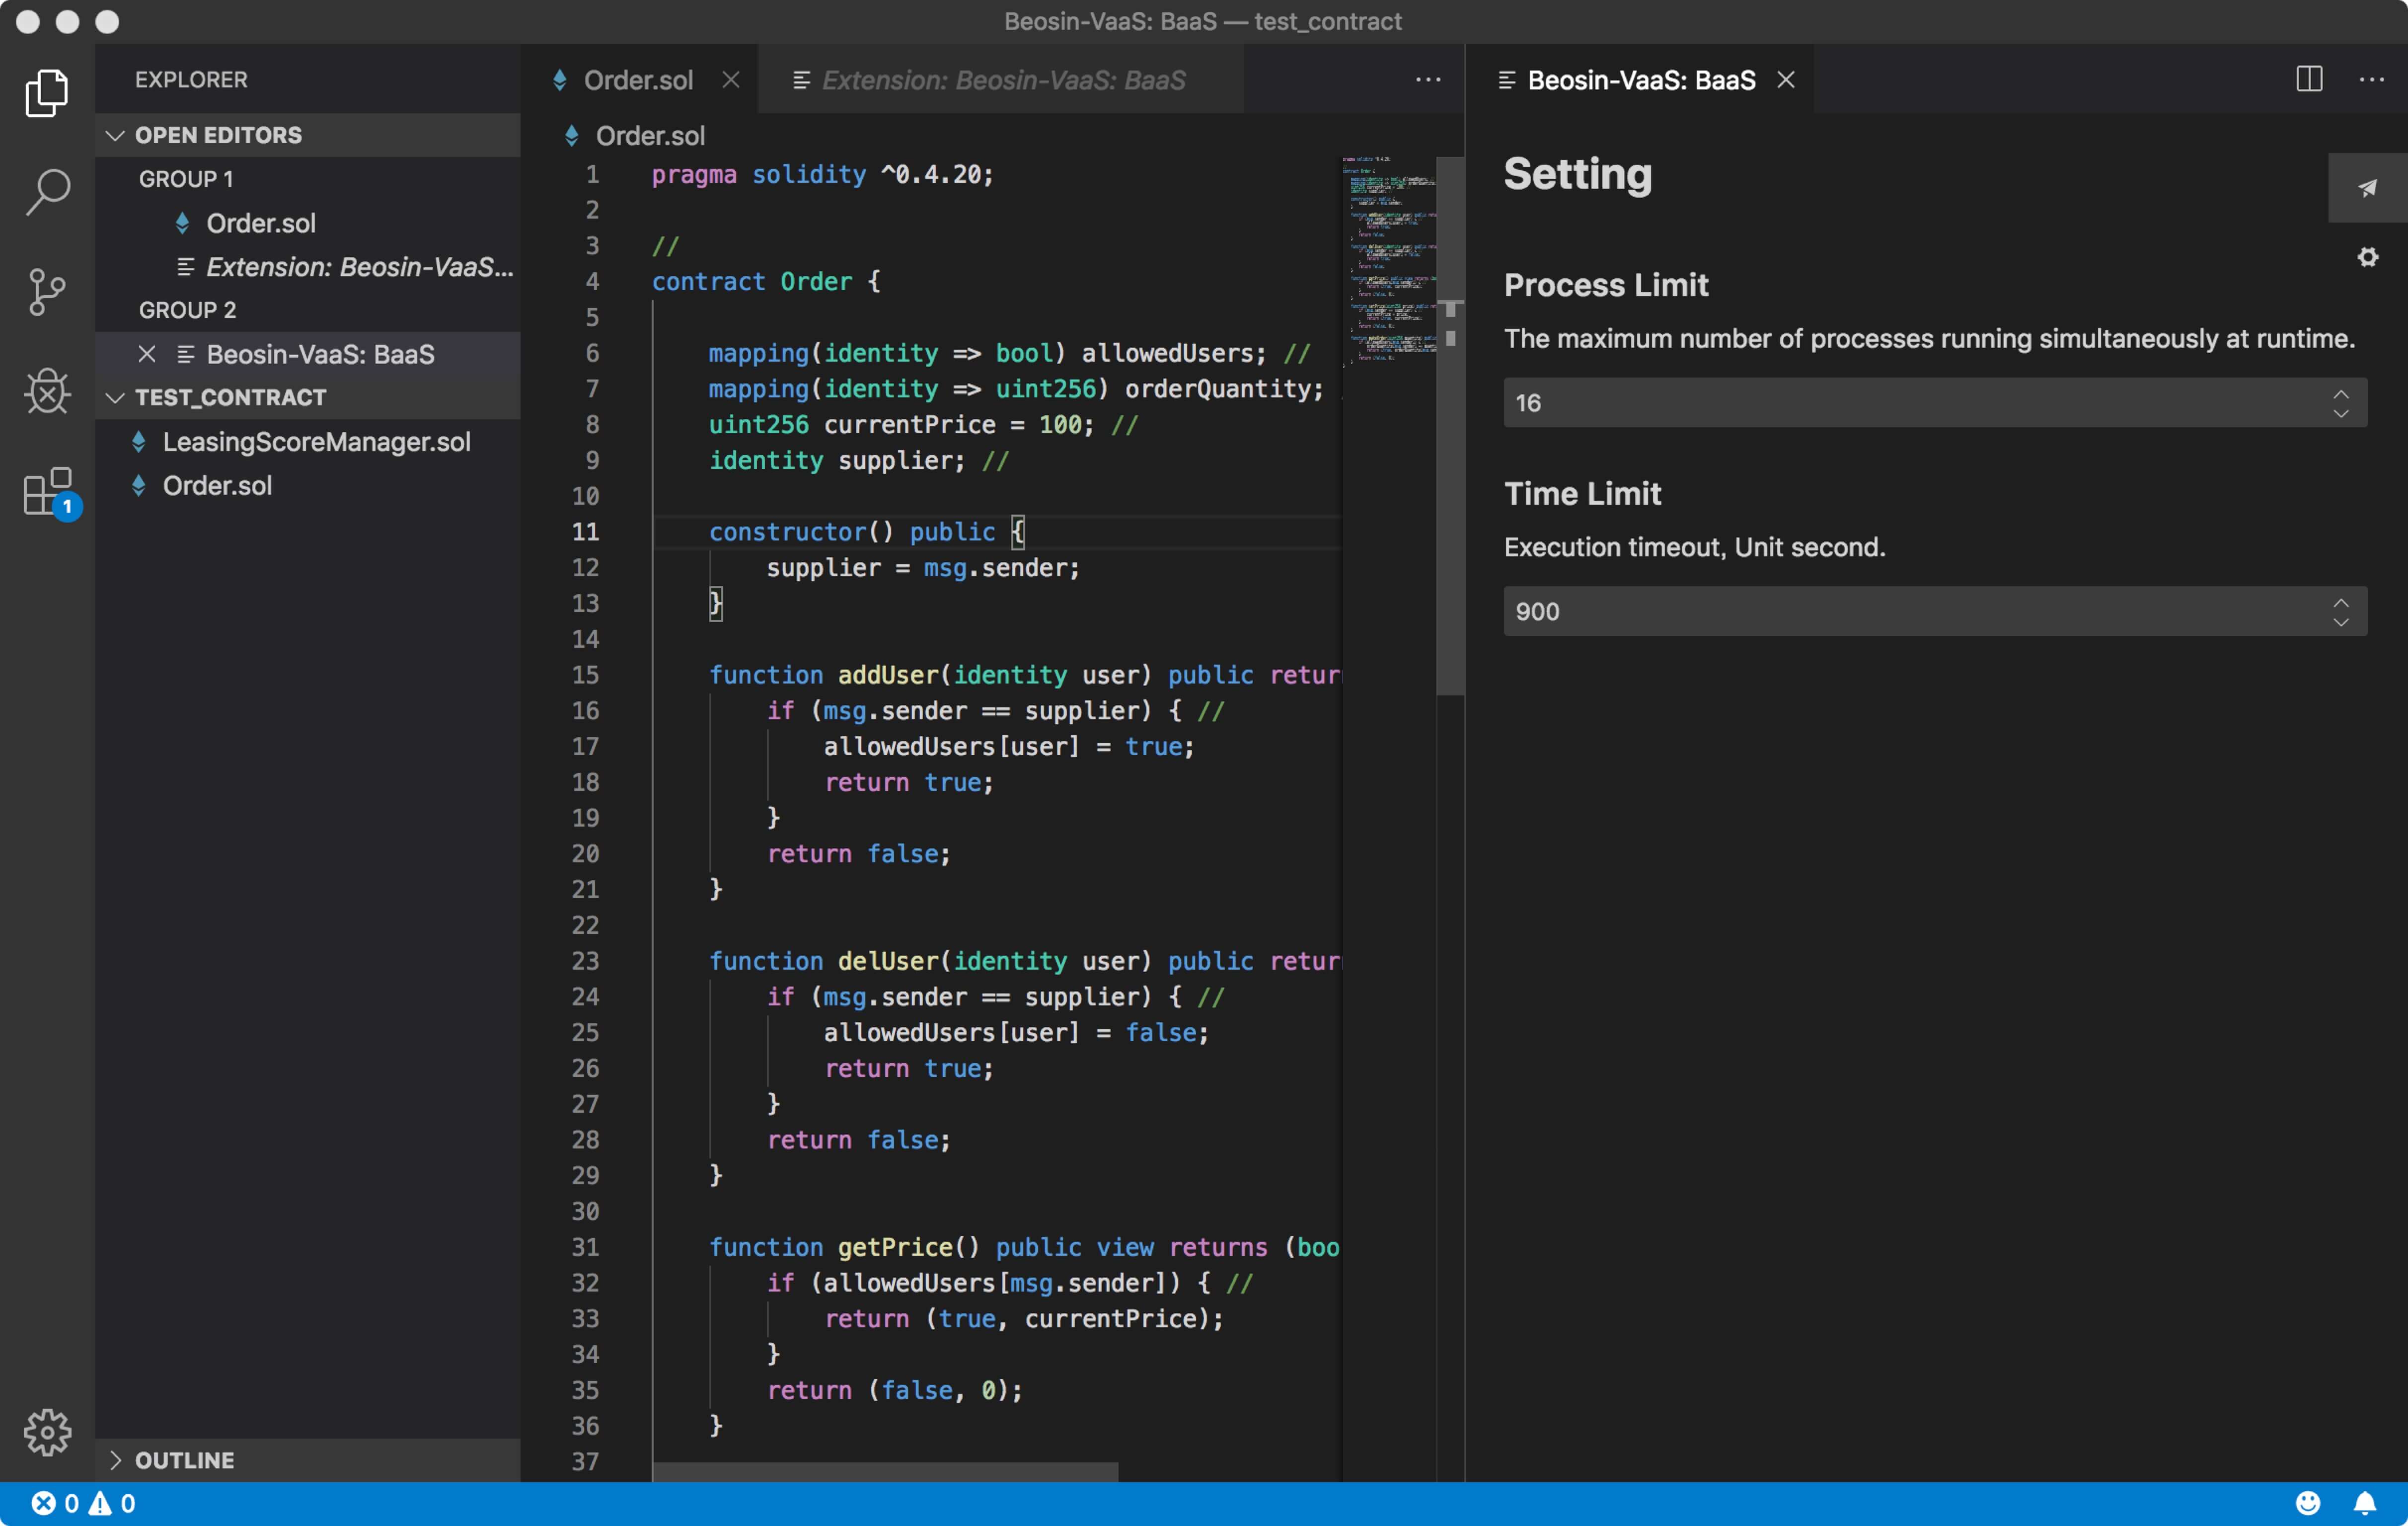 Beosin-VaaS: BaaS — test_contract
EXPLORER
OPEN EDITORS
GROUP 1
Order.sol
Extension: Beosin-VaaS...
GROUP 2
Beosin-VaaS: BaaS
TEST_CONTRACT
LeasingScoreManager.sol
Order.sol
1
OUTLINE
Order.sol
Extension: Beosin-VaaS: BaaS
Order.sol
1 pragma solidity ^0.4.20;
2
3 //
4 contract Order {
5
6 mapping(identity => bool) allowedUsers; //
7 mapping(identity => uint256) orderQuantity;
8 uint256 currentPrice = 100; //
9 identity supplier; //
10
11 constructor() public {
12 supplier = msg.sender;
13 }
14
15 function addUser(identity user) public retur
16 if (msg.sender == supplier) { //
17 allowedUsers[user] = true;
18 return true;
19 }
20 return false;
21 }
22
23 function delUser(identity user) public retur
24 if (msg.sender == supplier) { //
25 allowedUsers[user] = false;
26 return true;
27 }
28 return false;
29 }
30
31 function getPrice() public view returns (boo
32 if (allowedUsers[msg.sender]) { //
33 return (true, currentPrice);
34 }
35 return (false, 0);
36 }
37
Beosin-VaaS: BaaS
Setting
Process Limit
The maximum number of processes running simultaneously at runtime.
16
Time Limit
Execution timeout, Unit second.
900
0 0